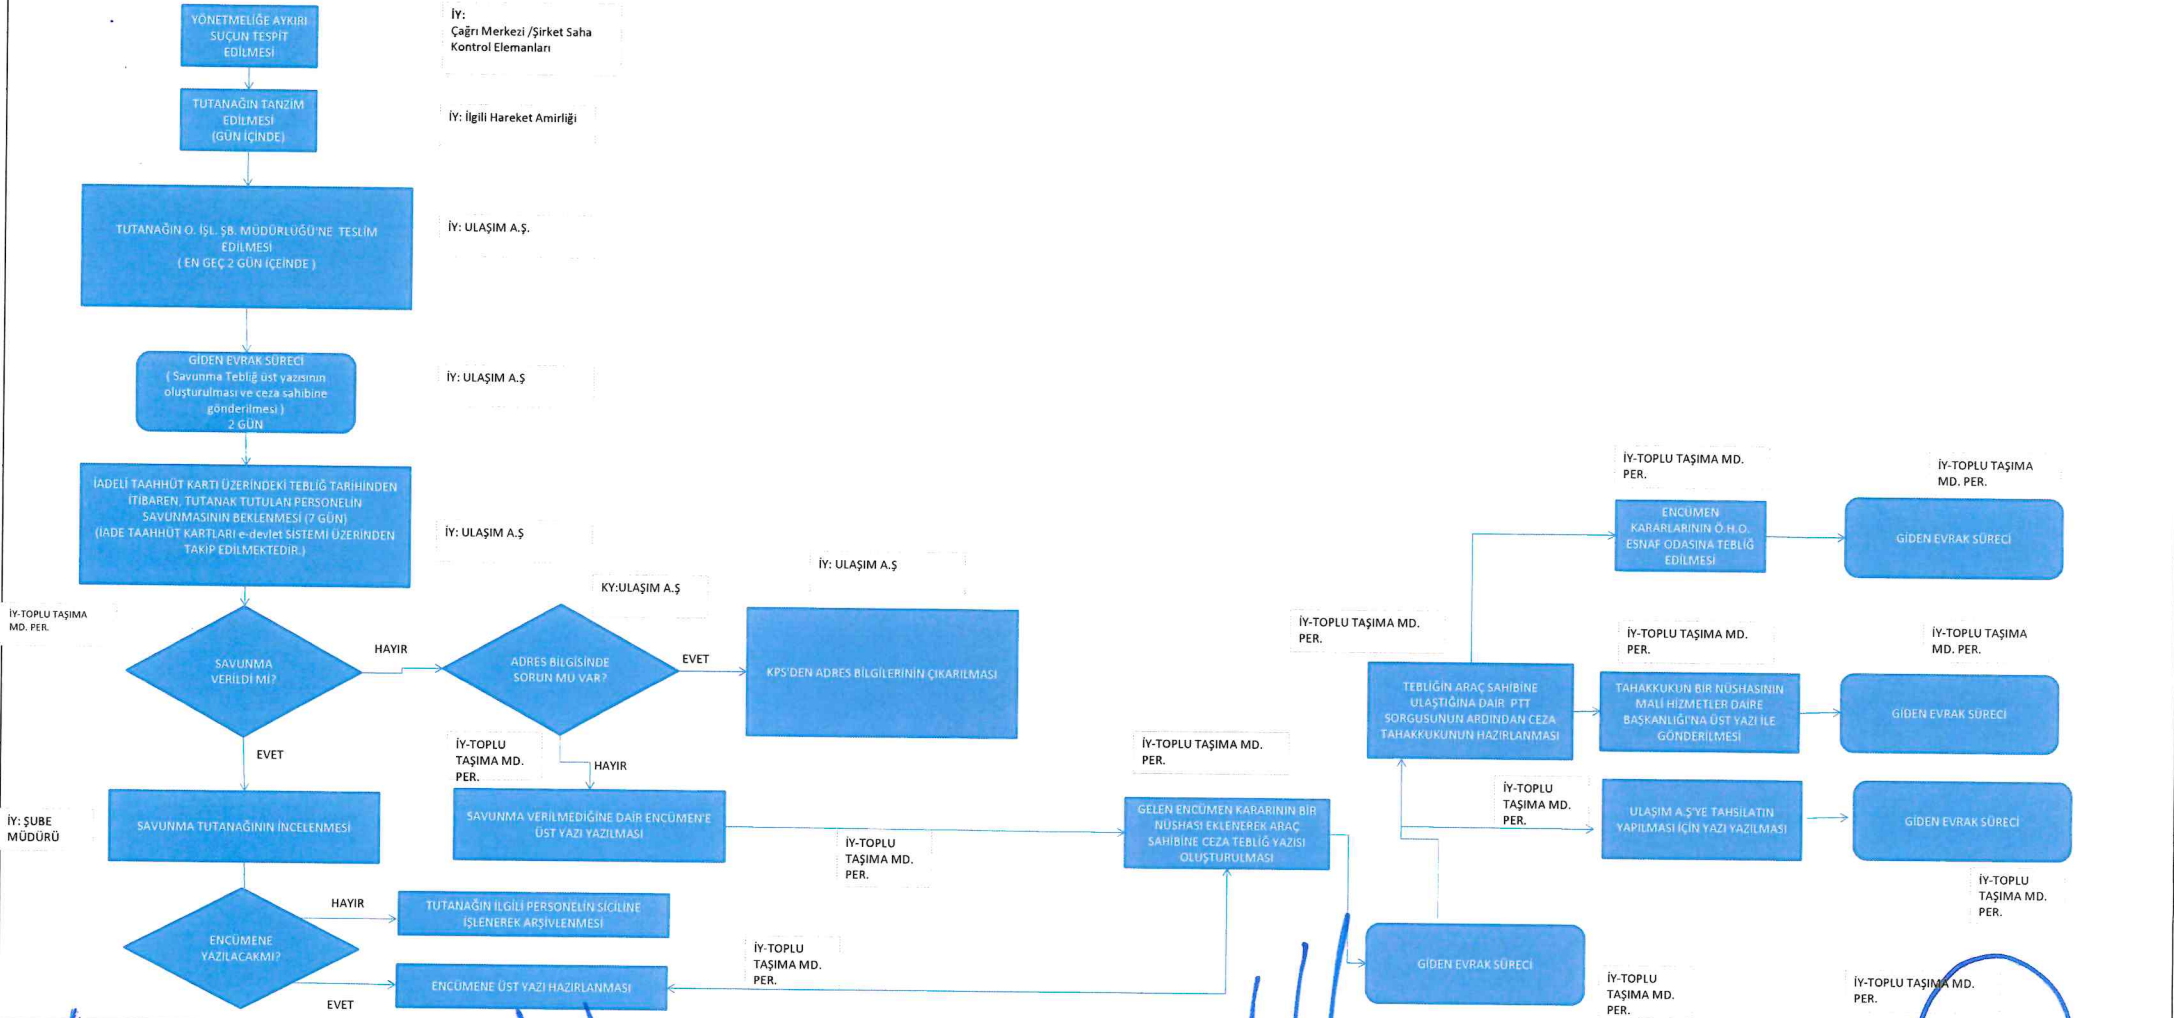 YÖNETMELİĞE AYKIRI
SUÇUN TESPİT
EDİLMESİ
İY:
Çağrı Merkezi /Şirket Saha
Kontrol Elemanları
TUTANAĞIN TANZİM
EDİLMESİ
(GÜN İÇİNDE)
İY: İlgili Hareket Amirliği
TUTANAĞIN O. İŞL. ŞB. MÜDÜRLÜĞÜ'NE TESLİM
EDİLMESİ
( EN GEÇ 2 GÜN İÇEİNDE )
İY: ULAŞIM A.Ş.
GİDEN EVRAK SÜRECİ
( Savunma Tebliğ üst yazısının
oluşturulması ve ceza sahibine
gönderilmesi )
2 GÜN
İY: ULAŞIM A.Ş
İADELİ TAAHHÜT KARTI ÜZERİNDEKİ TEBLİĞ TARİHİNDEN
İTİBAREN, TUTANAK TUTULAN PERSONELİN
SAVUNMASININ BEKLENMESİ (7 GÜN)
(İADE TAAHHÜT KARTLARI e-devlet SİSTEMİ ÜZERİNDEN
TAKİP EDİLMEKTEDİR.)
İY: ULAŞIM A.Ş
İY-TOPLU TAŞIMA
MD. PER.
SAVUNMA
VERİLDİ Mİ?
HAYIR
KY:ULAŞIM A.Ş
ADRES BİLGİSİNDE
SORUN MU VAR?
EVET
İY: ULAŞIM A.Ş
KPS'DEN ADRES BİLGİLERİNİN ÇIKARILMASI
EVET
İY-TOPLU
TAŞIMA MD.
PER.
HAYIR
İY: ŞUBE
MÜDÜRÜ
SAVUNMA TUTANAĞININ İNCELENMESİ
SAVUNMA VERİLMEDİĞİNE DAİR ENCÜMEN'E
ÜST YAZI YAZILMASI
İY-TOPLU
TAŞIMA MD.
PER.
ENCÜMENE
YAZILACAKMI?
HAYIR
TUTANAĞIN İLGİLİ PERSONELİN SİCİLİNE
İŞLENEREK ARŞİVLENMESİ
EVET
ENCÜMENE ÜST YAZI HAZIRLANMASI
İY-TOPLU
TAŞIMA MD.
PER.
İY-TOPLU TAŞIMA MD.
PER.
GELEN ENCÜMEN KARARININ BİR
NÜSHASI EKLENEREK ARAÇ
SAHİBİNE CEZA TEBLİĞ YAZISI
OLUŞTURULMASI
GİDEN EVRAK SÜRECİ
İY-TOPLU
TAŞIMA MD.
PER.
İY-TOPLU TAŞIMA MD.
PER.
TEBLİĞİN ARAÇ SAHİBİNE
ULAŞTIĞINA DAİR PTT
SORGUSUNUN ARDINDAN CEZA
TAHAKKUKUNUN HAZIRLANMASI
İY-TOPLU TAŞIMA MD.
PER.
ENCÜMEN
KARARLARININ Ö.H.O.
ESNAF ODASINA TEBLİĞ
EDİLMESİ
İY-TOPLU TAŞIMA
MD. PER.
GİDEN EVRAK SÜRECİ
İY-TOPLU TAŞIMA MD.
PER.
TAHAKKUKUN BİR NÜSHASININ
MALİ HİZMETLER DAİRE
BAŞKANLIĞI'NA ÜST YAZI İLE
GÖNDERİLMESİ
İY-TOPLU TAŞIMA
MD. PER.
GİDEN EVRAK SÜRECİ
İY-TOPLU
TAŞIMA MD.
PER.
ULAŞIM A.Ş'YE TAHSİLATIN
YAPILMASI İÇİN YAZI YAZILMASI
GİDEN EVRAK SÜRECİ
İY-TOPLU
TAŞIMA MD.
PER.
İY-TOPLU TAŞIMA MD.
PER.